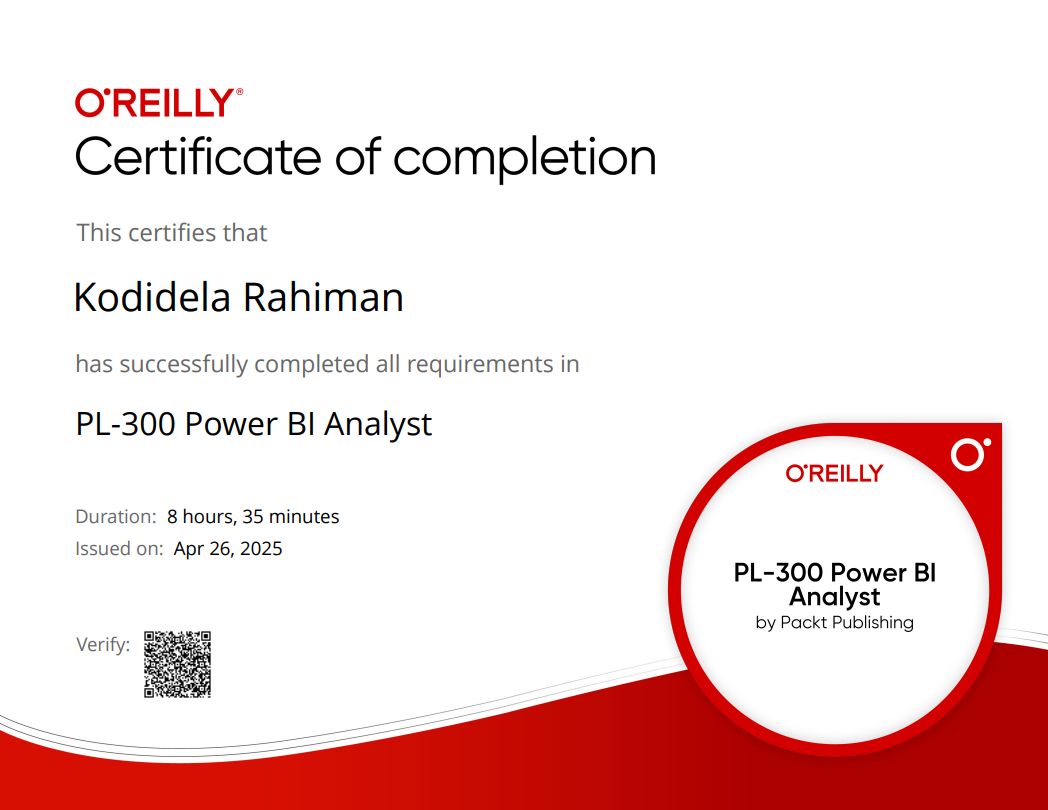 O'REILLY®
Certificate of completion
This certifies that
Kodidela Rahiman
has successfully completed all requirements in
PL-300 Power BI Analyst
Duration: 8 hours, 35 minutes
Issued on: Apr 26, 2025
Verify:
O'REILLY
PL-300 Power BI
Analyst
by Packt Publishing